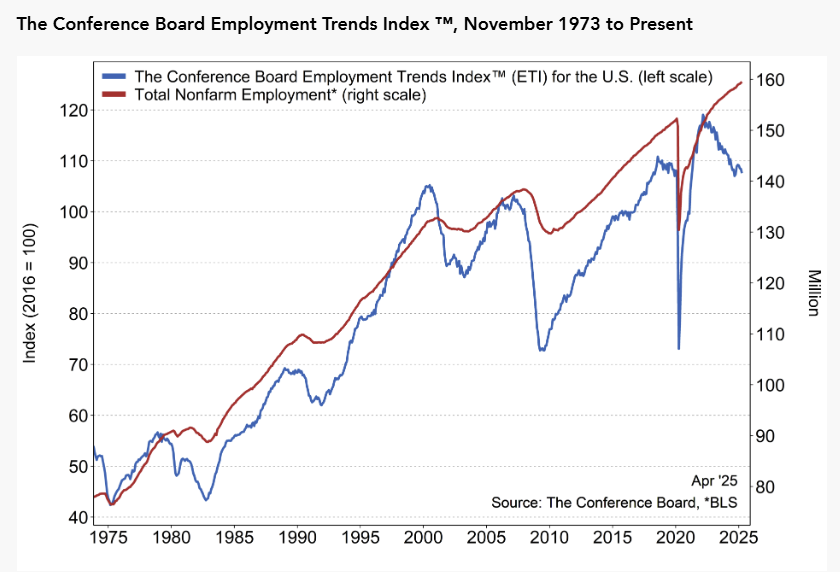 The Conference Board Employment Trends Index ™, November 1973 to Present
The Conference Board Employment Trends Index™ (ETI) for the U.S. (left scale)
Total Nonfarm Employment* (right scale)
Index (2016 = 100)
120
110
100
90
80
70
60
50
40
160
150
140
130
120
110
100
90
80
Million
Apr '25
Source: The Conference Board, *BLS
1975 1980 1985 1990 1995 2000 2005 2010 2015 2020 2025